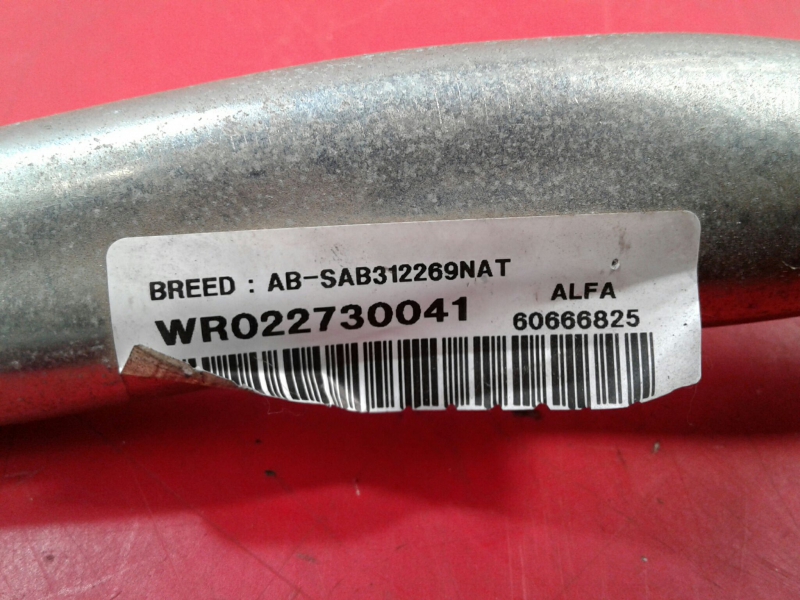 BREED : AB-SAB312269NAT
ALFA
WR022730041
60666825